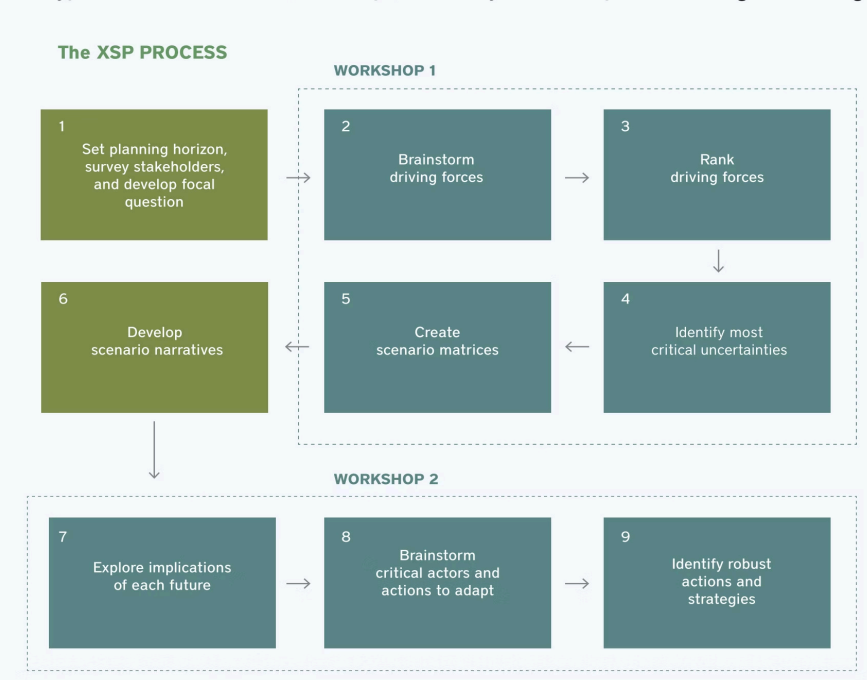 The XSP PROCESS
WORKSHOP 1
1
Set planning horizon,
survey stakeholders,
and develop focal
question
2
Brainstorm
driving forces
3
Rank
driving forces
6
Develop
scenario narratives
5
Create
scenario matrices
4
Identify most
critical uncertainties
WORKSHOP 2
7
Explore implications
of each future
8
Brainstorm
critical actors and
actions to adapt
9
Identify robust
actions and
strategies